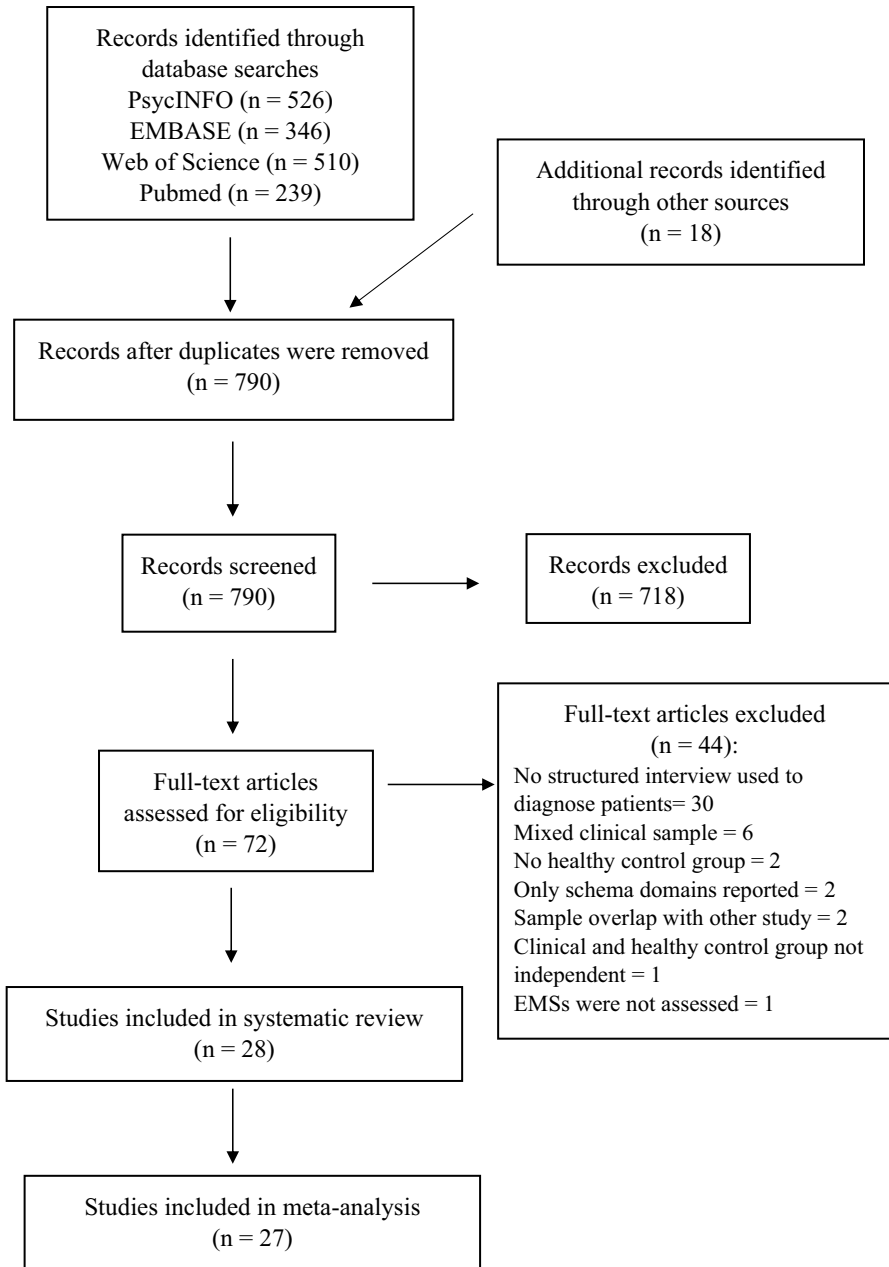 Records identified through
database searches
PsycINFO (n = 526)
EMBASE (n = 346)
Web of Science (n = 510)
Pubmed (n = 239)
Additional records identified
through other sources
(n = 18)
Records after duplicates were removed
(n = 790)
Records screened
(n = 790)
Records excluded
(n = 718)
Full-text articles
assessed for eligibility
(n = 72)
Full-text articles excluded
(n = 44):
No structured interview used to
diagnose patients= 30
Mixed clinical sample = 6
No healthy control group = 2
Only schema domains reported = 2
Sample overlap with other study = 2
Clinical and healthy control group not
independent = 1
EMSs were not assessed = 1
Studies included in systematic review
(n = 28)
Studies included in meta-analysis
(n = 27)